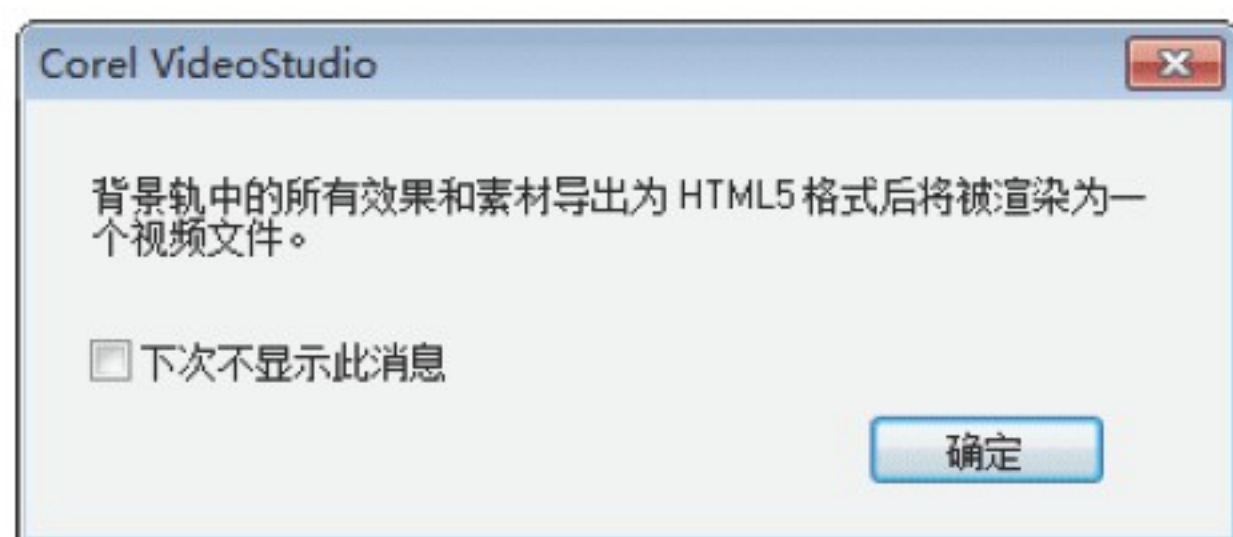 Corel VideoStudio
背景轨中的所有效果和素材导出为 HTML5 格式后将被渲染为一
个视频文件。
下次不显示此消息
确定